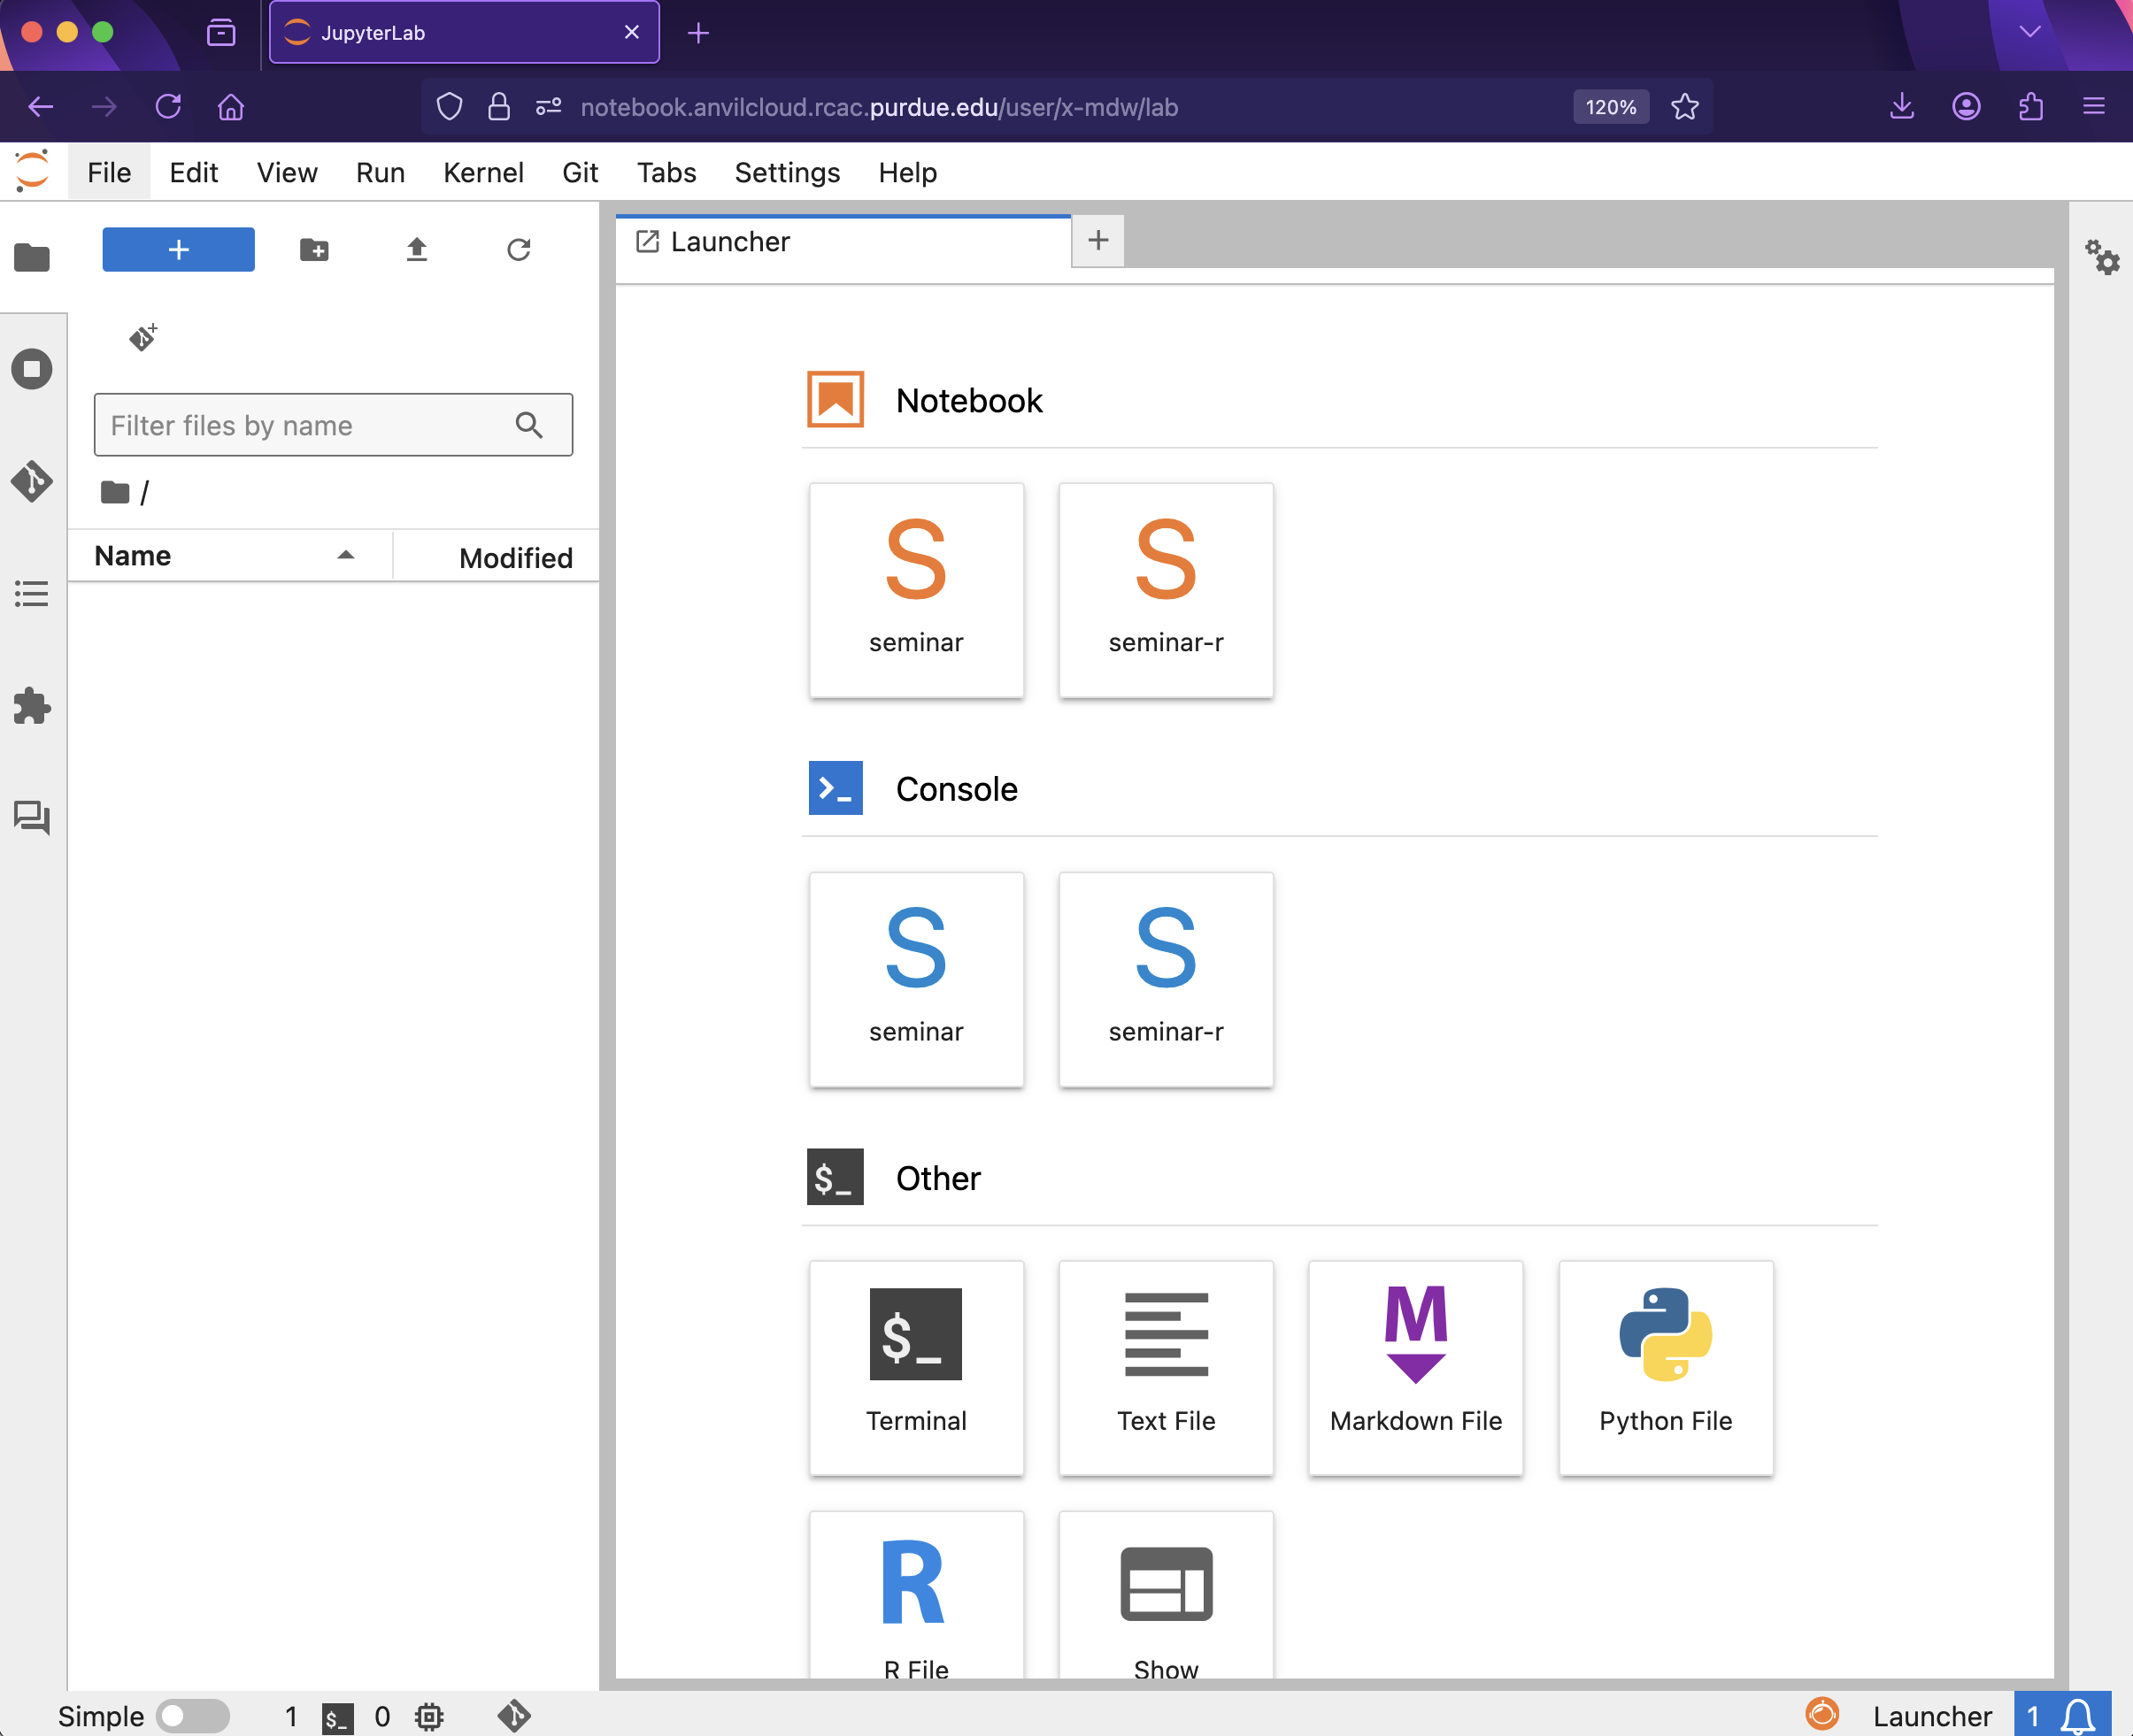 JupyterLab
notebook.anvilcloud.rcac.purdue.edu/user/x-mdw/lab
120%
File Edit View Run Kernel Git Tabs Settings Help
Launcher
Filter files by name
/
Name Modified
Notebook
S S
seminar seminar-r
Console
S S
seminar seminar-r
$_ Other
$_ M
Terminal Text File Markdown File Python File
R
R File Show
Simple 1 $_ 0 Launcher 1